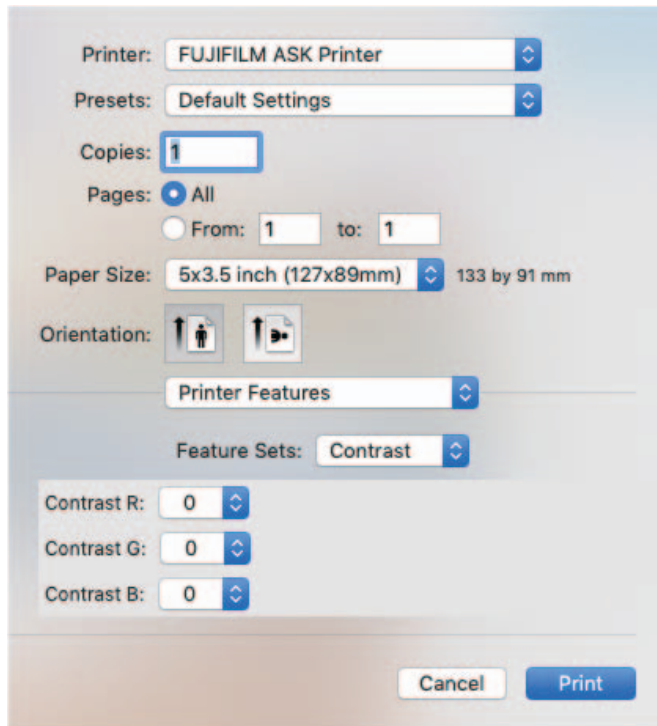 Printer: FUJIFILM ASK Printer
Presets: Default Settings
Copies: 1
Pages: All
From: 1 to: 1
Paper Size: 5x3.5 inch (127x89mm) 133 by 91 mm
Orientation:
Printer Features
Feature Sets: Contrast
Contrast R: 0
Contrast G: 0
Contrast B: 0
Cancel Print